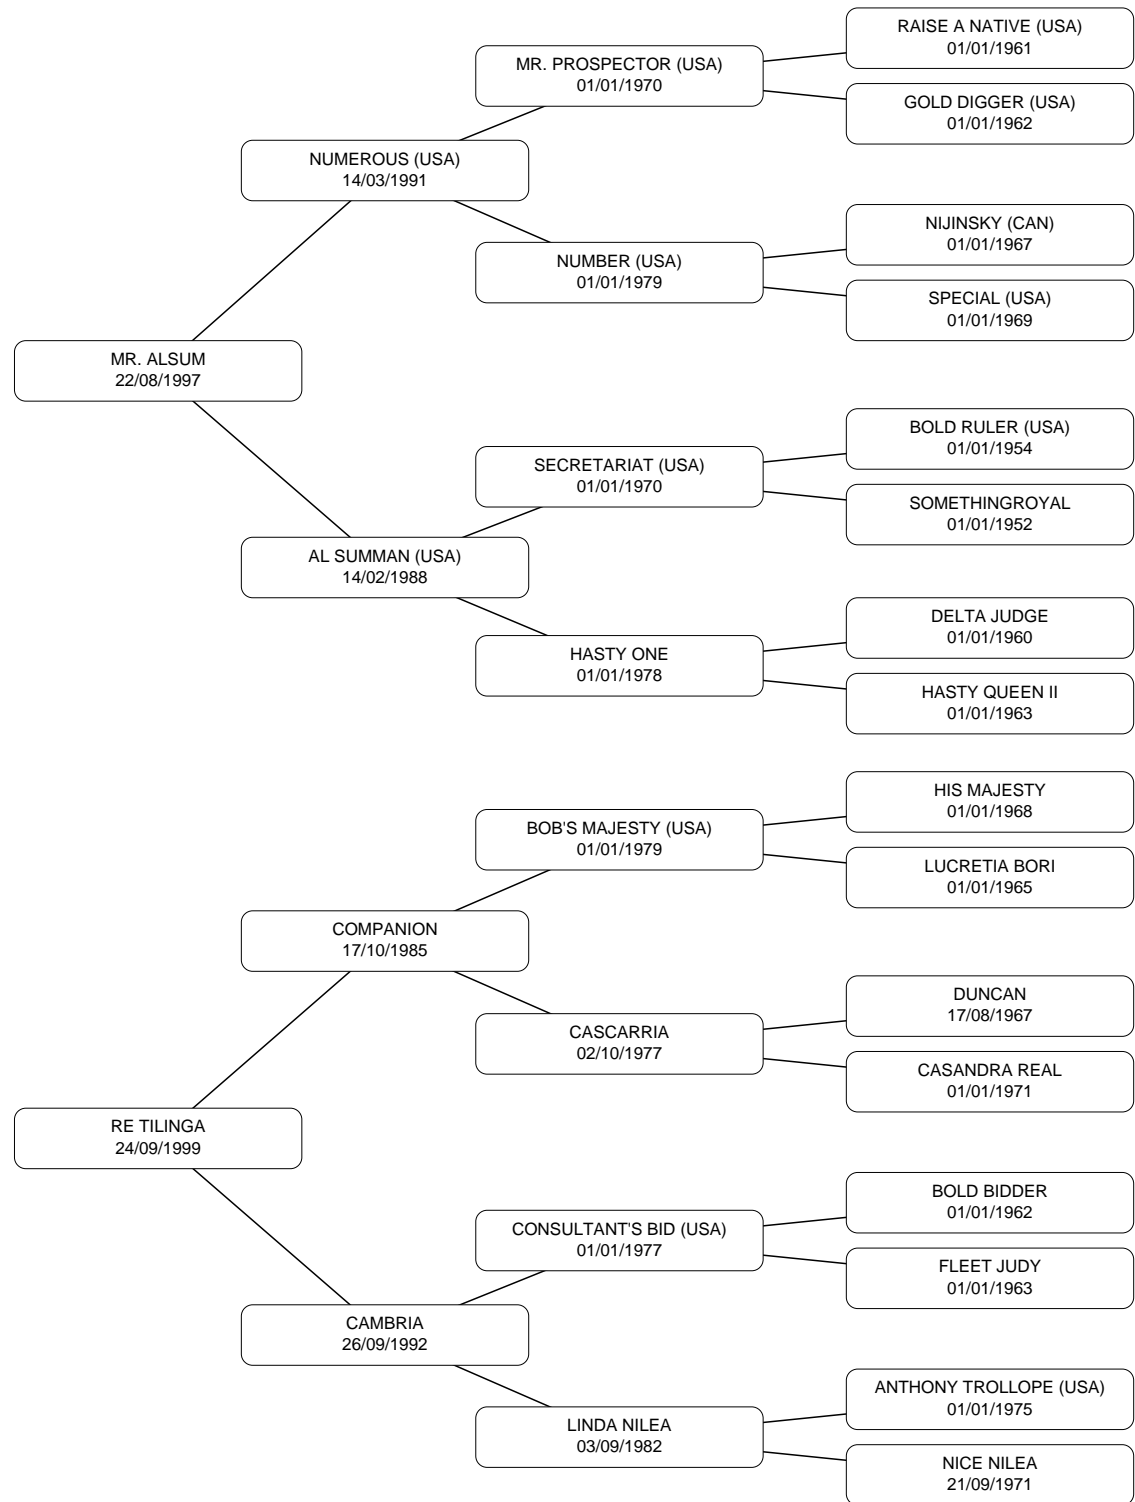 RAISE A NATIVE (USA)
01/01/1961
MR. PROSPECTOR (USA)
01/01/1970
GOLD DIGGER (USA)
01/01/1962
NUMEROUS (USA)
14/03/1991
NIJINSKY (CAN)
01/01/1967
NUMBER (USA)
01/01/1979
SPECIAL (USA)
01/01/1969
MR. ALSUM
22/08/1997
BOLD RULER (USA)
01/01/1954
SECRETARIAT (USA)
01/01/1970
SOMETHINGROYAL
01/01/1952
AL SUMMAN (USA)
14/02/1988
DELTA JUDGE
01/01/1960
HASTY ONE
01/01/1978
HASTY QUEEN II
01/01/1963
HIS MAJESTY
01/01/1968
BOB'S MAJESTY (USA)
01/01/1979
LUCRETIA BORI
01/01/1965
COMPANION
17/10/1985
DUNCAN
17/08/1967
CASCARRIA
02/10/1977
CASANDRA REAL
01/01/1971
RE TILINGA
24/09/1999
BOLD BIDDER
01/01/1962
CONSULTANT'S BID (USA)
01/01/1977
FLEET JUDY
01/01/1963
CAMBRIA
26/09/1992
ANTHONY TROLLOPE (USA)
01/01/1975
LINDA NILEA
03/09/1982
NICE NILEA
21/09/1971